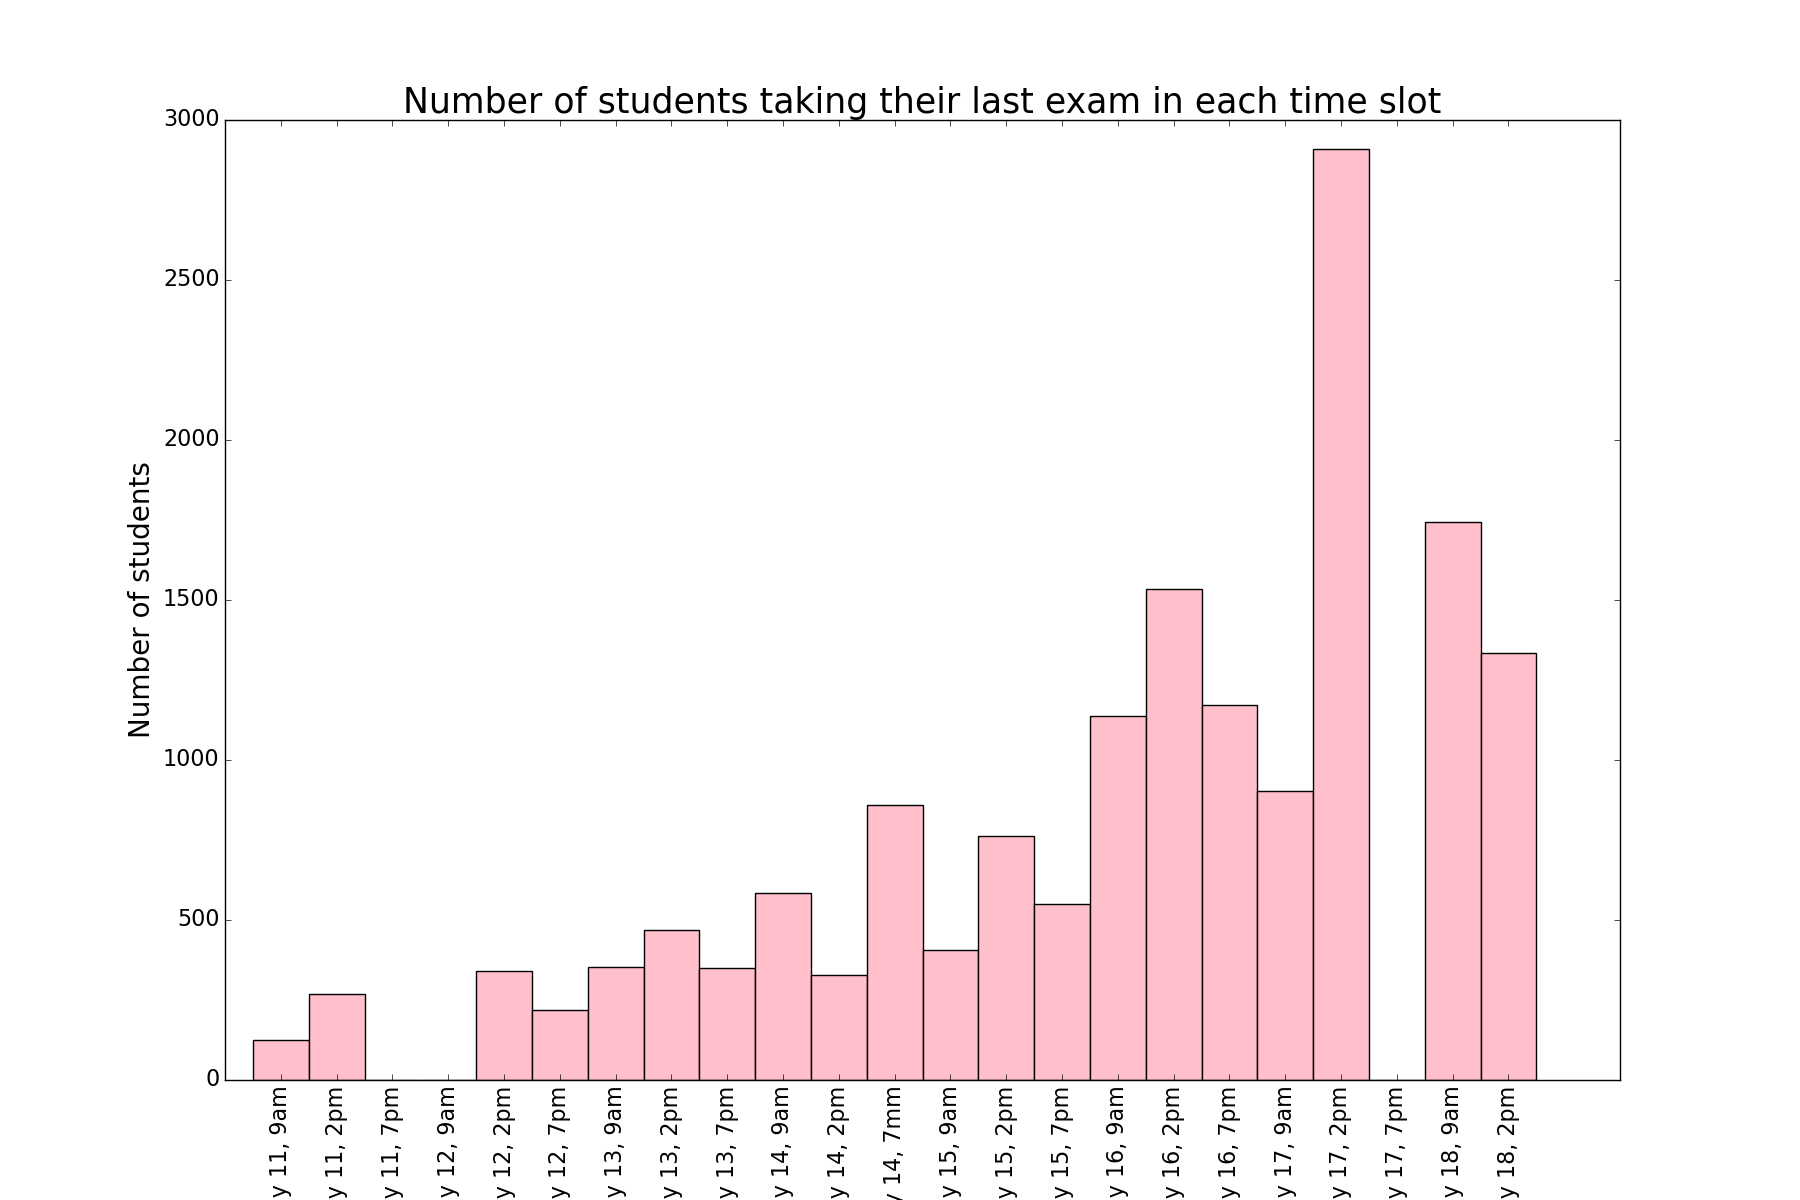 Number of students taking their last exam in each time slot
3000
2500
2000
1500
1000
500
0
Number of students
y 11, 9am
y 11, 2pm
y 11, 7pm
y 12, 9am
y 12, 2pm
y 12, 7pm
y 13, 9am
y 13, 2pm
y 13, 7pm
y 14, 9am
y 14, 2pm
y 14, 7mm
y 15, 9am
y 15, 2pm
y 15, 7pm
y 16, 9am
y 16, 2pm
y 16, 7pm
y 17, 9am
y 17, 2pm
y 17, 7pm
y 18, 9am
y 18, 2pm